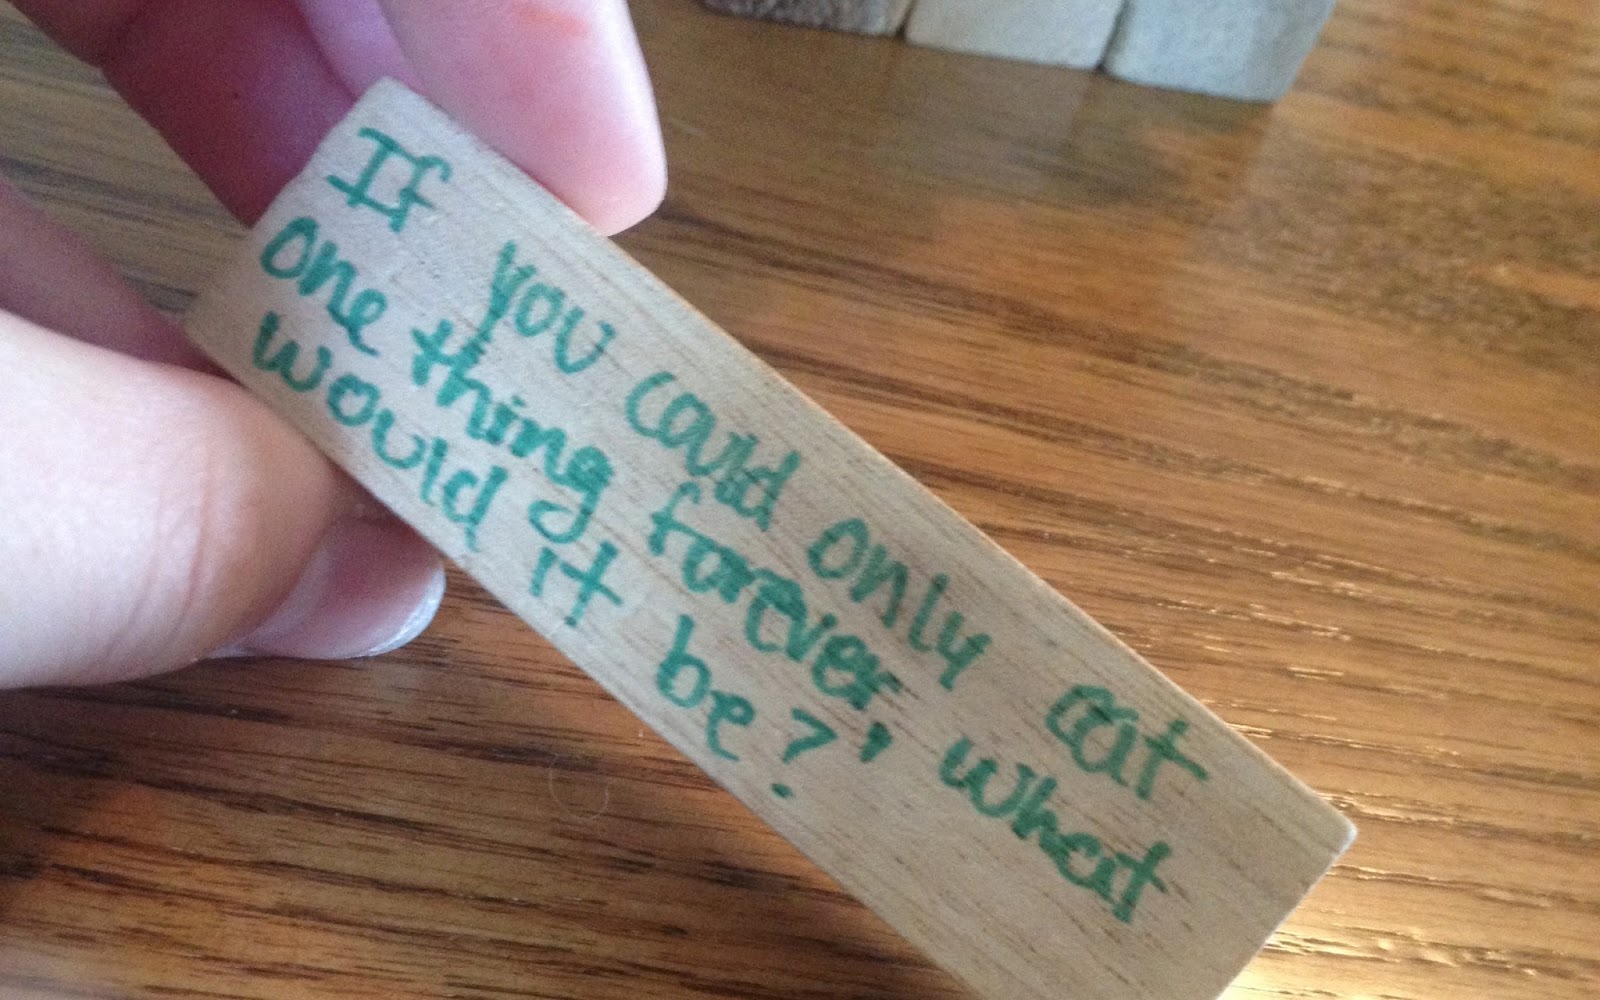 If you could only eat
one thing forever, what
would it be?